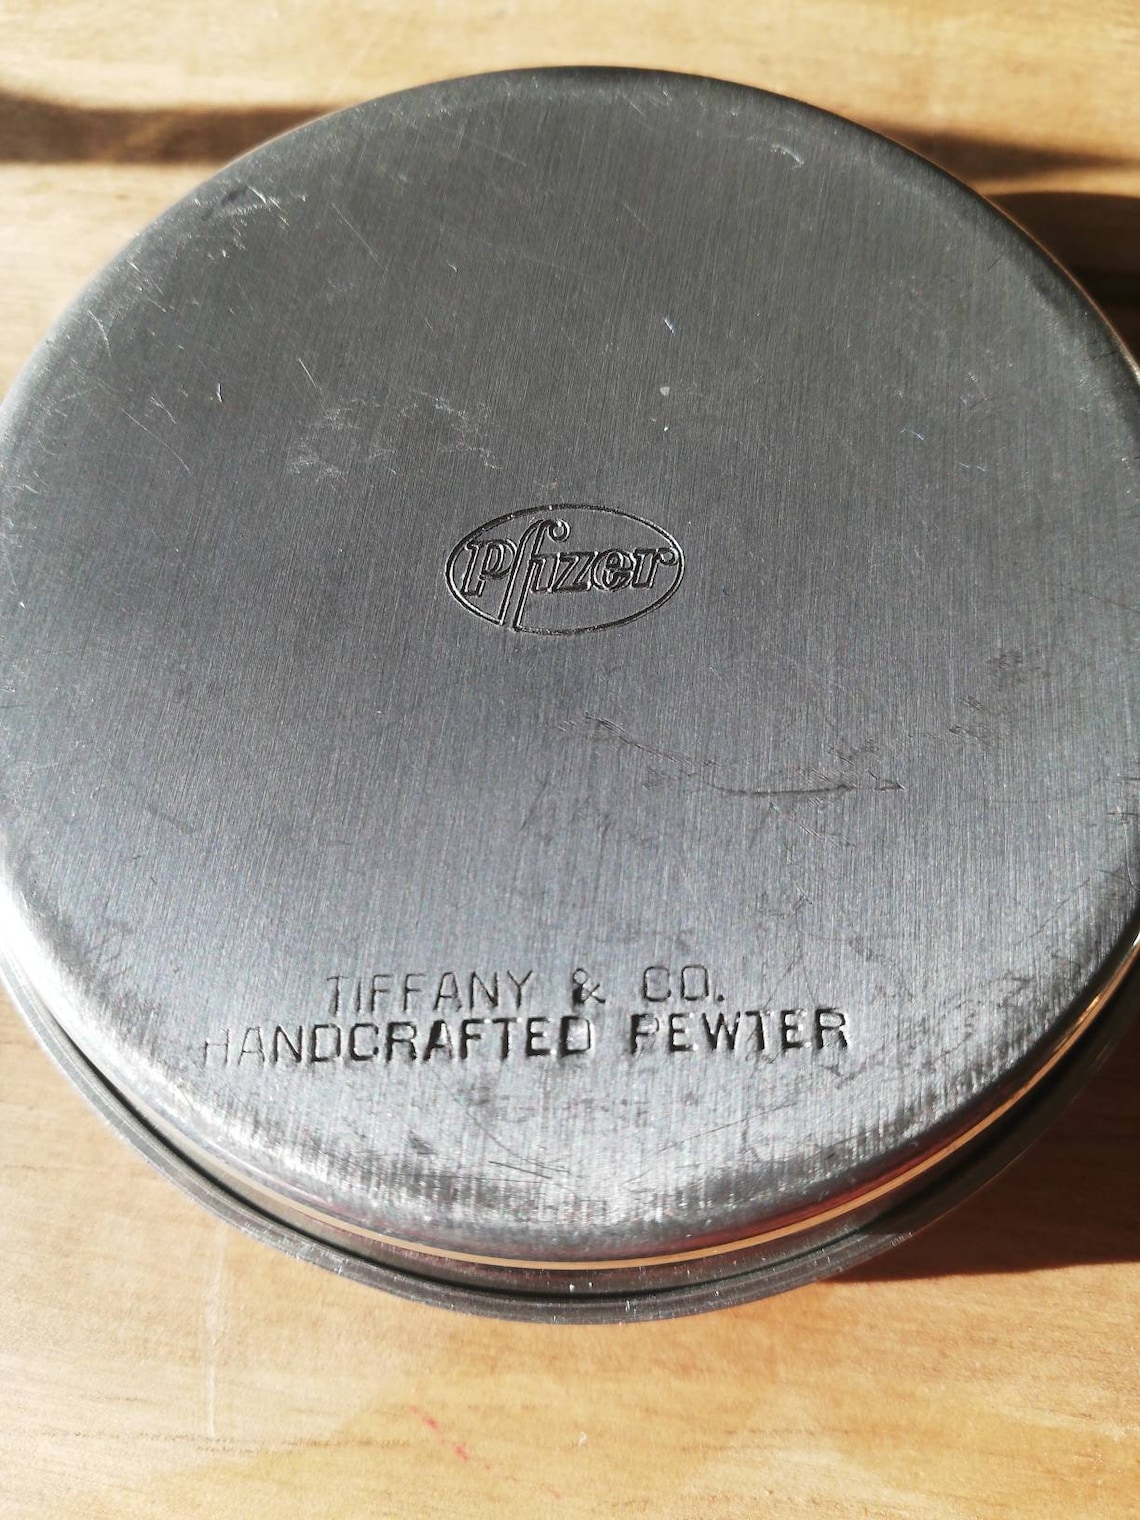 Pfizer
TIFFANY & CO.
HANDCRAFTED PEWTER